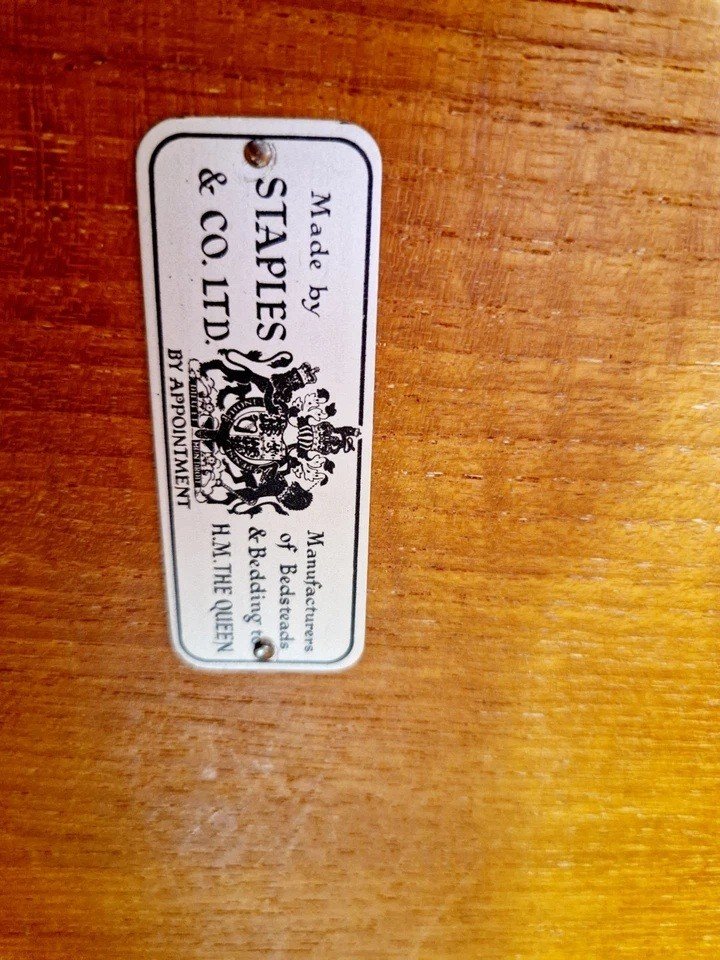 Made by
STAPLES
& CO. LTD.
BY APPOINTMENT
Manufacturers
of Bedsteads
& Bedding to
H.M. THE QUEEN